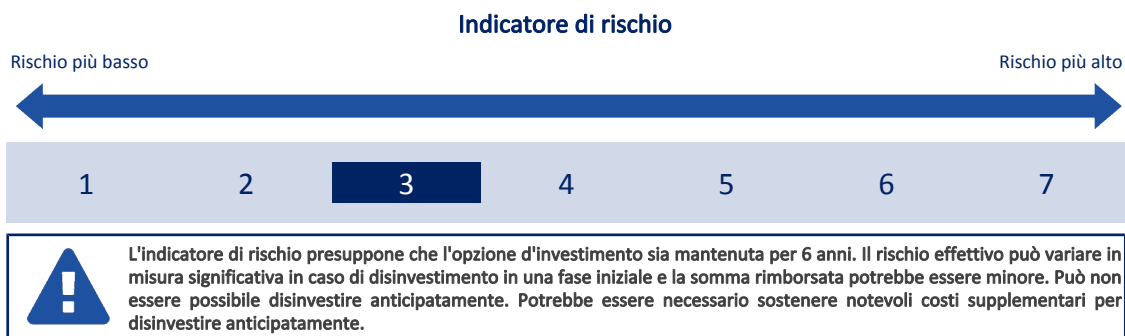 Indicatore di rischio
Rischio più basso Rischio più alto
1 2 3 4 5 6 7
L'indicatore di rischio presuppone che l'opzione d'investimento sia mantenuta per 6 anni. Il rischio effettivo può variare in
misura significativa in caso di disinvestimento in una fase iniziale e la somma rimborsata potrebbe essere minore. Può non
essere possibile disinvestire anticipatamente. Potrebbe essere necessario sostenere notevoli costi supplementari per
disinvestire anticipatamente.